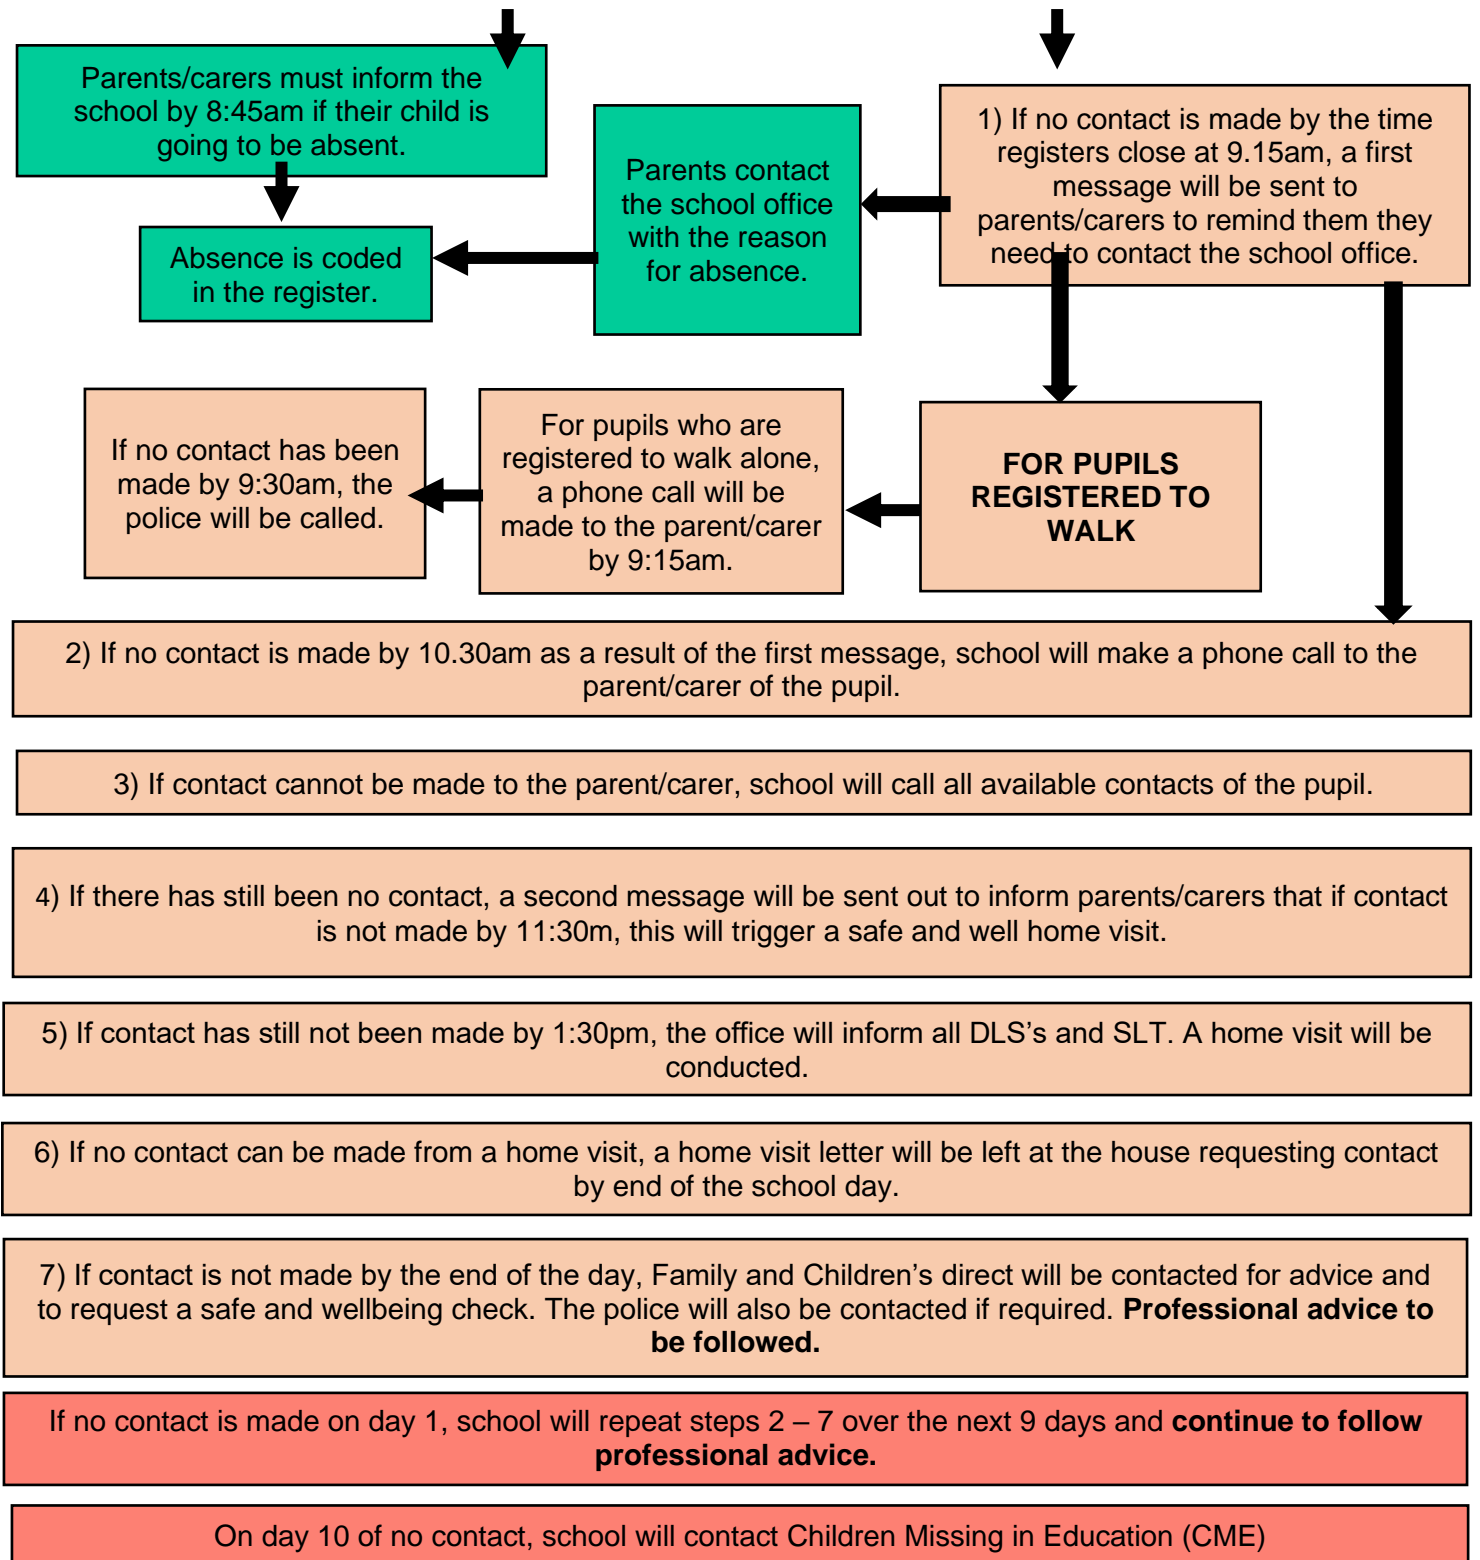 Parents/carers must inform the
school by 8:45am if their child is
going to be absent.
1) If no contact is made by the time
registers close at 9.15am, a first
message will be sent to
parents/carers to remind them they
need to contact the school office.
Parents contact
the school office
with the reason
for absence.
Absence is coded
in the register.
FOR PUPILS
REGISTERED TO
WALK
For pupils who are
registered to walk alone,
a phone call will be
made to the parent/carer
by 9:15am.
If no contact has been
made by 9:30am, the
police will be called.
2) If no contact is made by 10.30am as a result of the first message, school will make a phone call to the
parent/carer of the pupil.
3) If contact cannot be made to the parent/carer, school will call all available contacts of the pupil.
4) If there has still been no contact, a second message will be sent out to inform parents/carers that if contact
is not made by 11:30m, this will trigger a safe and well home visit.
5) If contact has still not been made by 1:30pm, the office will inform all DLS’s and SLT. A home visit will be
conducted.
6) If no contact can be made from a home visit, a home visit letter will be left at the house requesting contact
by end of the school day.
7) If contact is not made by the end of the day, Family and Children’s direct will be contacted for advice and
to request a safe and wellbeing check. The police will also be contacted if required. Professional advice to
be followed.
If no contact is made on day 1, school will repeat steps 2 – 7 over the next 9 days and continue to follow
professional advice.
On day 10 of no contact, school will contact Children Missing in Education (CME)